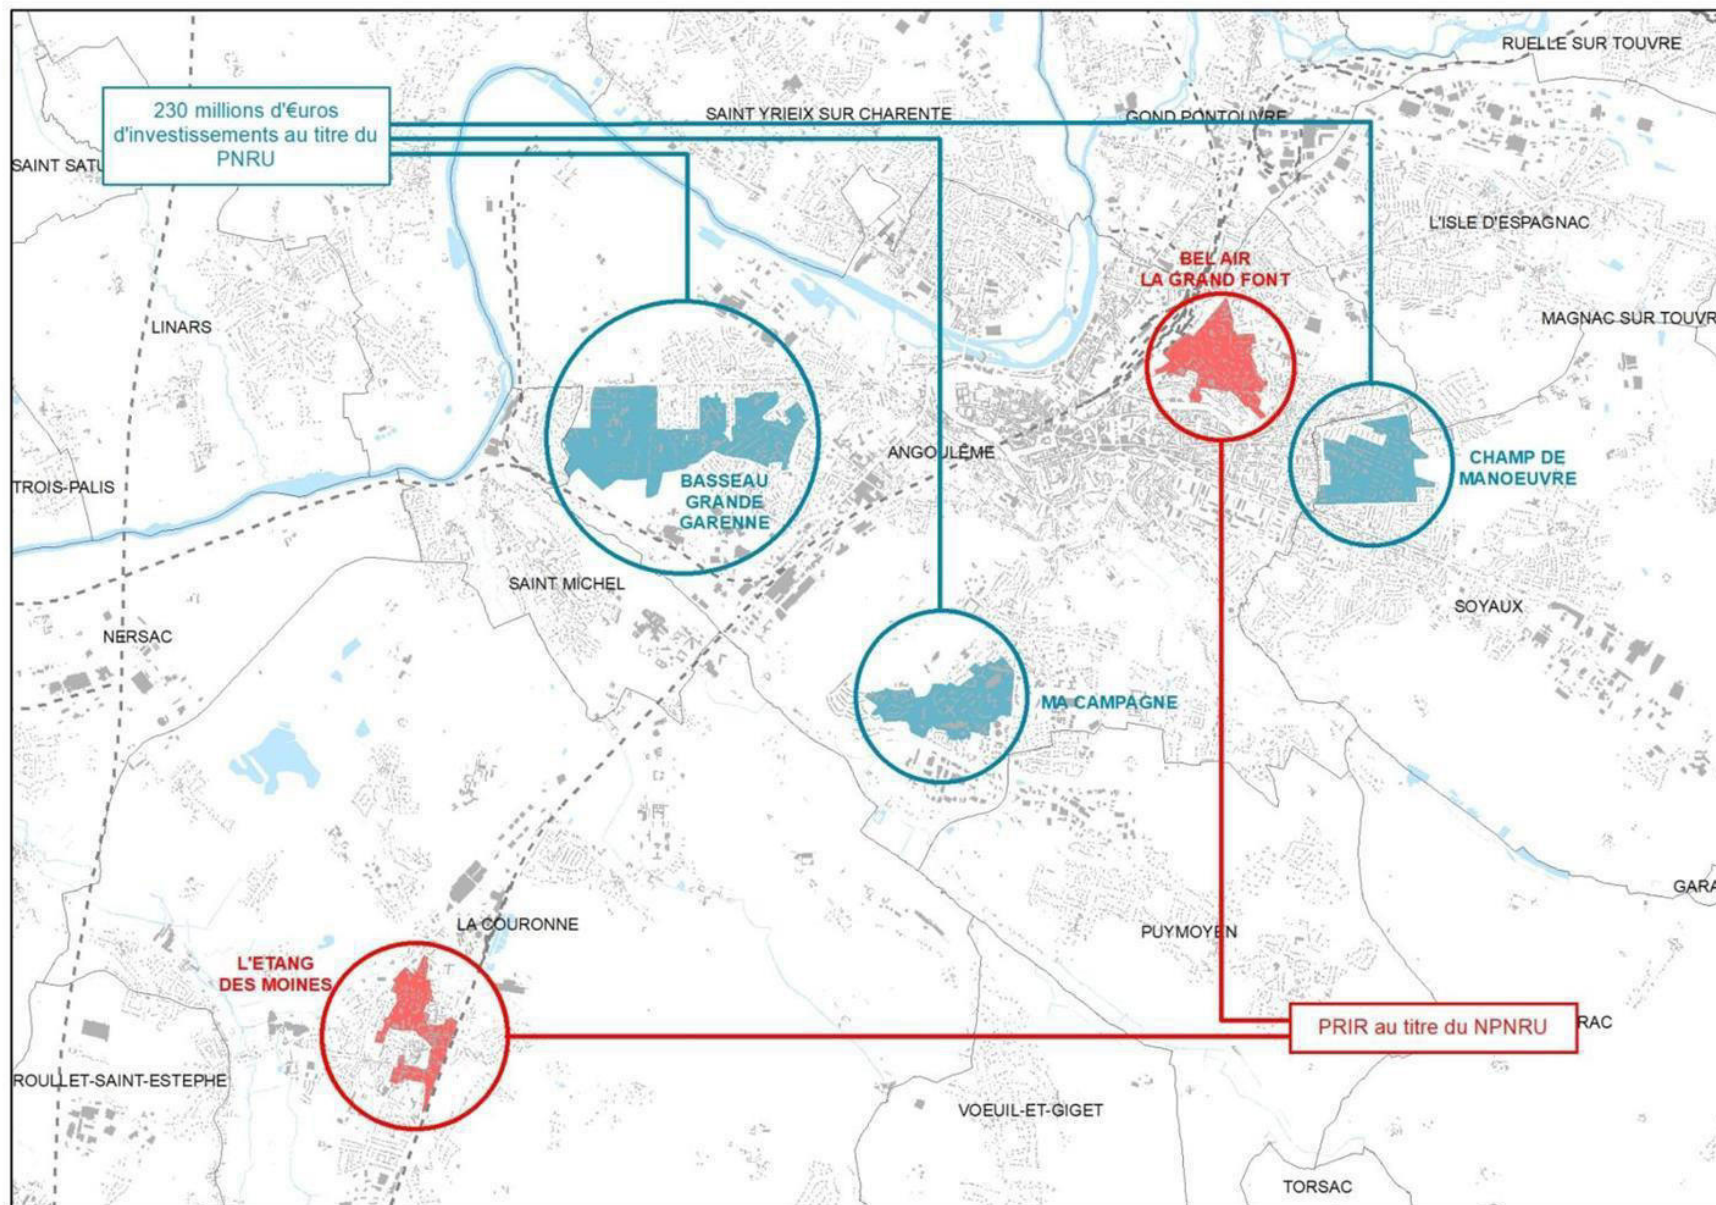 RUELLE SUR TOUVRE
230 millions d'€uros
d'investissements au titre du
PNRU
SAINT YRIEIX SUR CHARENTE
GOND PONTOUVRE
SAINT SATU
L'ISLE D'ESPAGNAC
BEL AIR
LA GRAND FONT
LINARS
MAGNAC SUR TOUVR
ANGOULÊME
CHAMP DE
MANOEUVRE
TROIS-PALIS
BASSEAU
GRANDE
GARENNE
SAINT MICHEL
SOYAUX
NERSAC
MA CAMPAGNE
GARA
LA COURONNE
PUYMOYEN
L'ETANG
DES MOINES
PRIR au titre du NPNRU
RAC
ROULLET-SAINT-ESTEPHE
VOEUIL-ET-GIGET
TORSAC